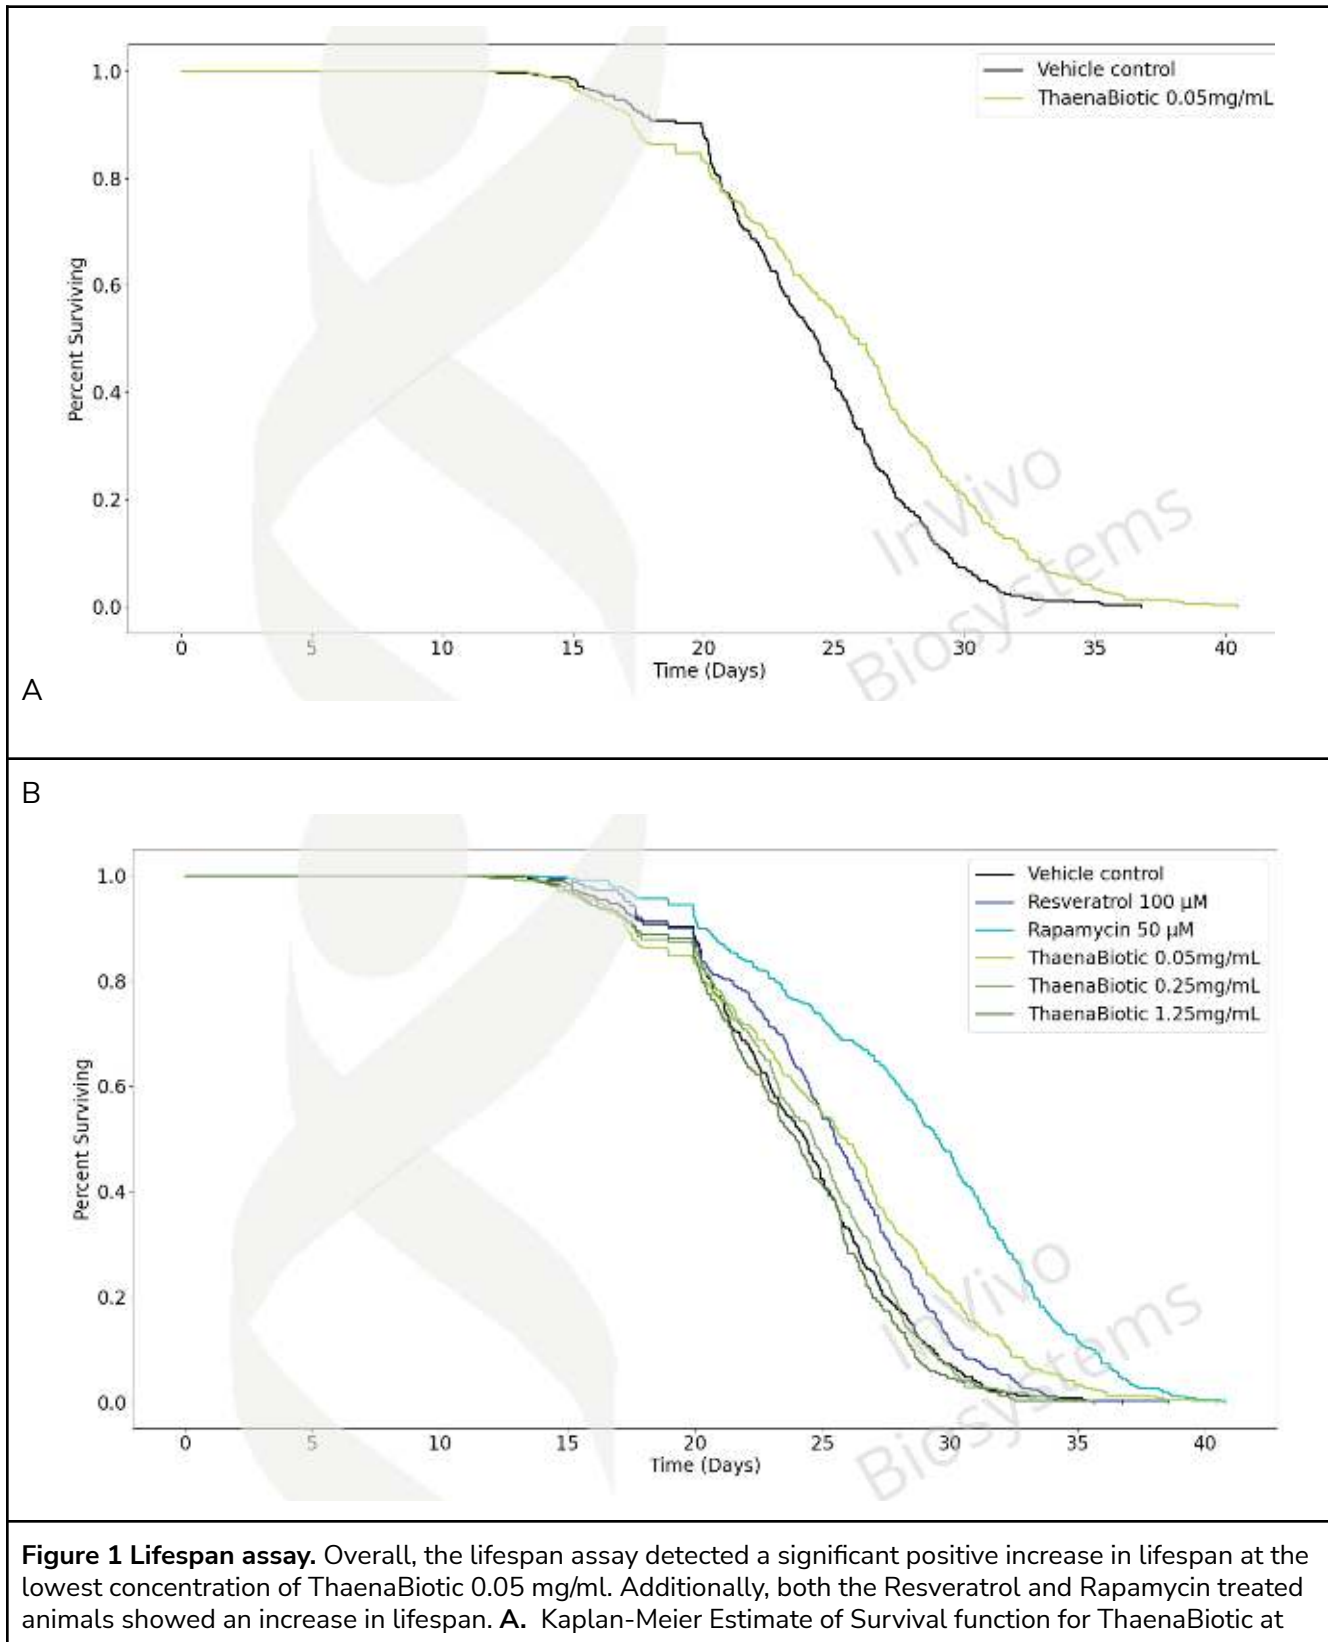 1.0
0.8
0.6
0.4
0.2
0.0
Percent Surviving
Vehicle control
ThaenaBiotic 0.05mg/mL
InVivo
Biosystems
0 5 10 15 20 25 30 35 40
Time (Days)
A
B
1.0
0.8
0.6
0.4
0.2
0.0
Percent Surviving
Vehicle control
Resveratrol 100 µM
Rapamycin 50 µM
ThaenaBiotic 0.05mg/mL
ThaenaBiotic 0.25mg/mL
ThaenaBiotic 1.25mg/mL
InVivo
Biosystems
0 5 10 15 20 25 30 35 40
Time (Days)
Figure 1 Lifespan assay. Overall, the lifespan assay detected a significant positive increase in lifespan at the
lowest concentration of ThaenaBiotic 0.05 mg/ml. Additionally, both the Resveratrol and Rapamycin treated
animals showed an increase in lifespan. A. Kaplan-Meier Estimate of Survival function for ThaenaBiotic at